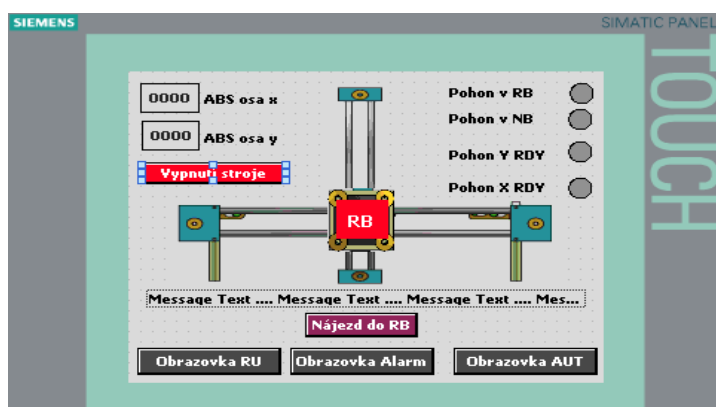 SIEMENS
SIMATIC PANEL
TOUCH
0000 ABS osa x
0000 ABS osa y
Vypnutí stroje
Pohon v RB
Pohon v NB
Pohon Y RDY
Pohon X RDY
RB
Message Text .... Message Text .... Message Text .... Mes...
Nájezd do RB
Obrazovka RU
Obrazovka Alarm
Obrazovka AUT